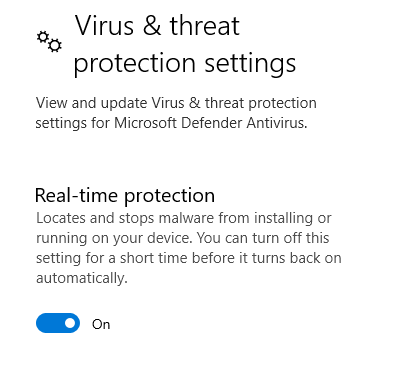 Virus & threat
protection settings
View and update Virus & threat protection
settings for Microsoft Defender Antivirus.
Real-time protection
Locates and stops malware from installing or
running on your device. You can turn off this
setting for a short time before it turns back on
automatically.
On